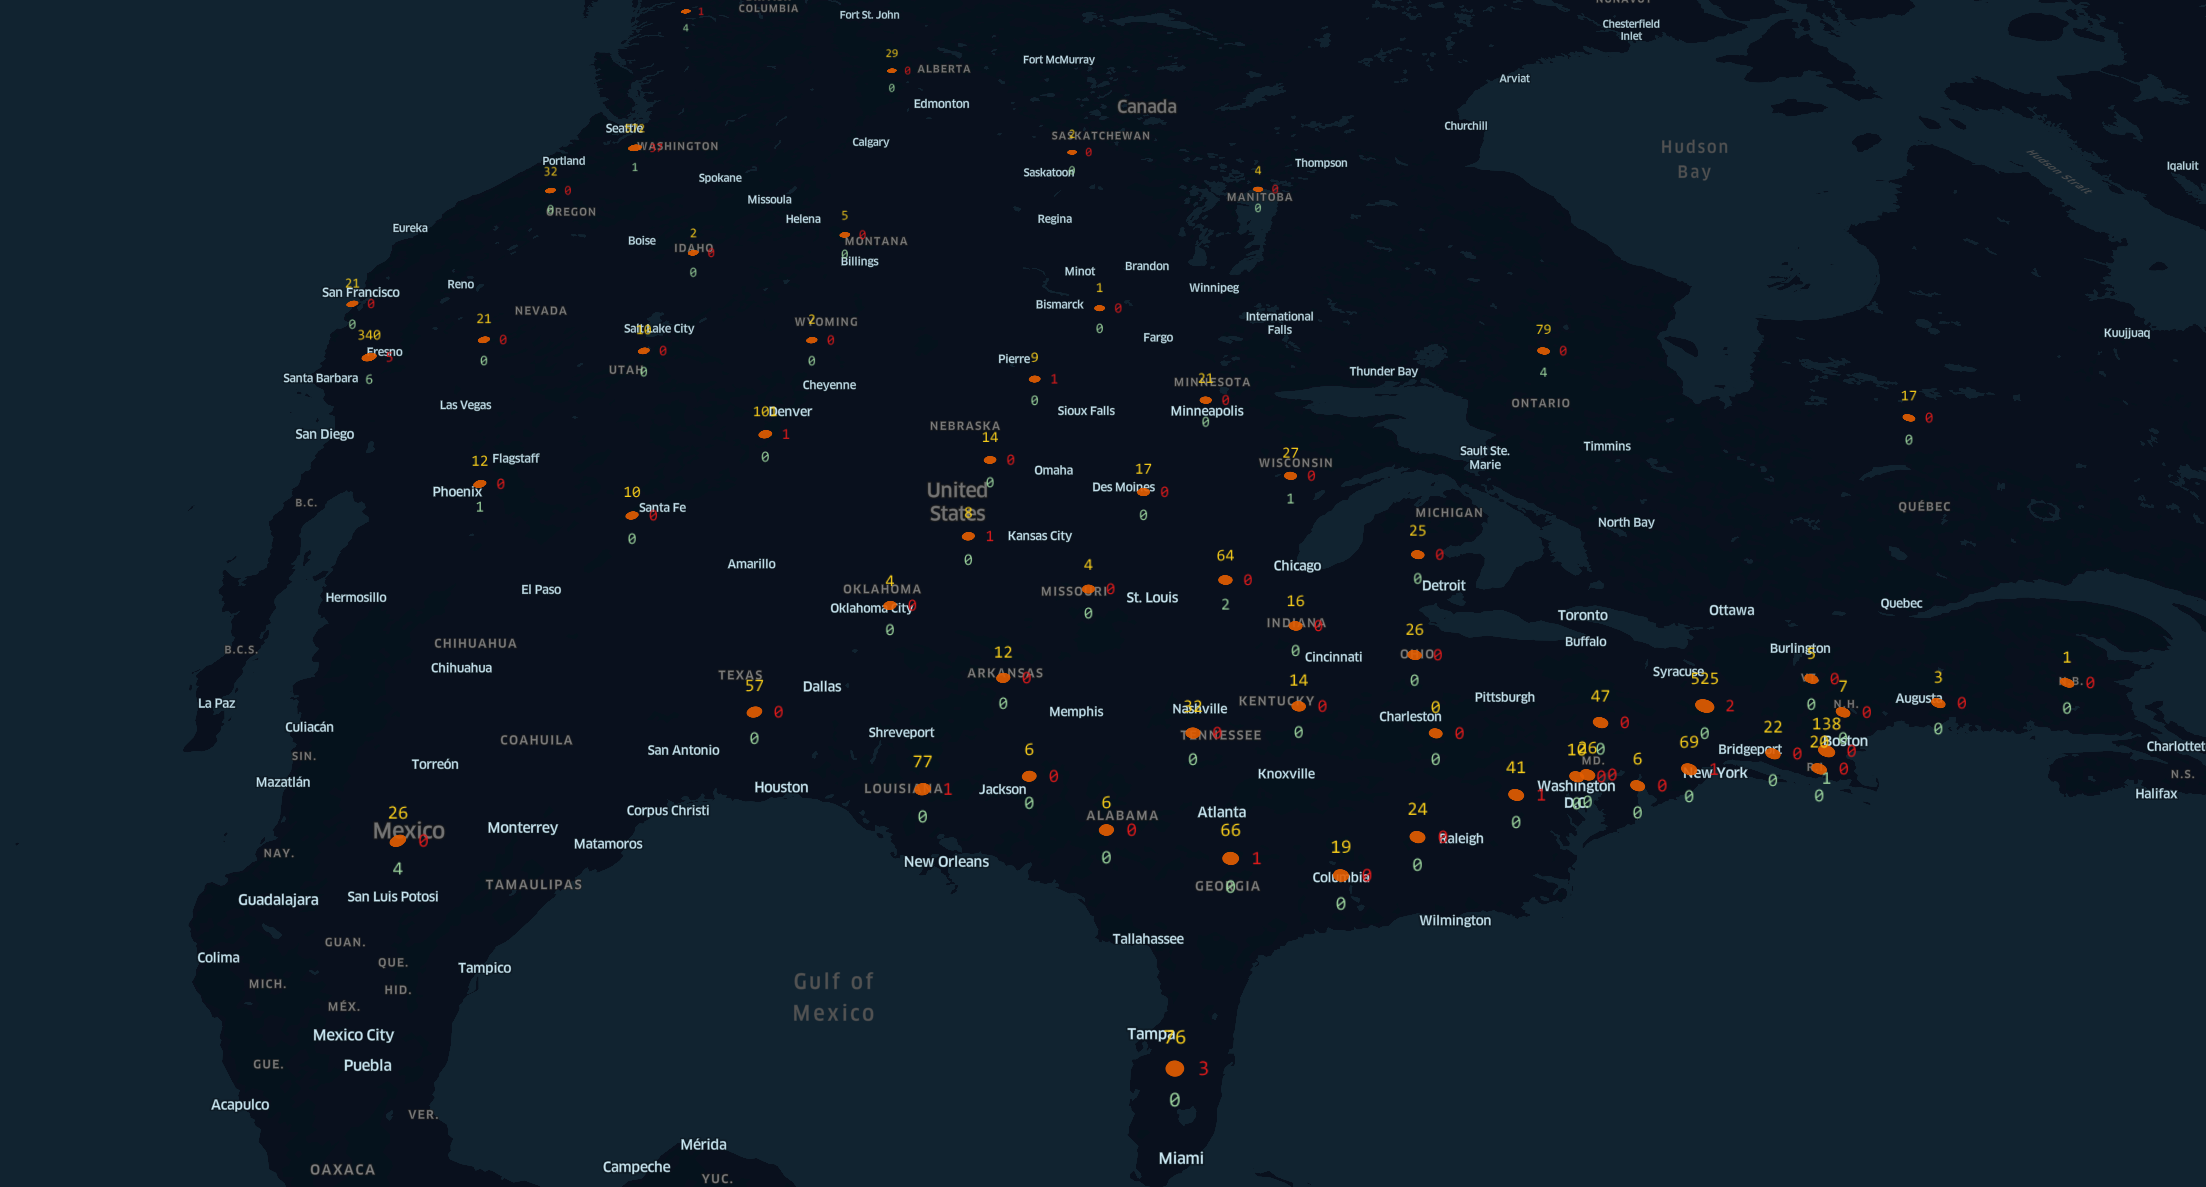 COLUMBIA
1
4
Fort St. John
Chesterfield
Inlet
29
0 ALBERTA
0
Fort McMurray
Arviat
Edmonton
Canada
Seattle
WASHINGTON
1
Calgary
2
SASKATCHEWAN
0
Saskatoon
Churchill
Hudson
Bay
Hudson Strait
Iqaluit
Portland
32
0
0
OREGON
Spokane
Missoula
Helena
5
0
MONTANA
0
Billings
4
0
MANITOBA
0
Thompson
Eureka
Boise
2
IDAHO
0
0
Regina
Minot
Brandon
Winnipeg
1
Bismarck
0
0
International
Falls
Fargo
21
San Francisco
0
0
Reno
NEVADA
21
0
0
340
Fresno
6
Santa Barbara
Salt Lake City
0
UTAH
0
2
WYOMING
0
0
Cheyenne
Pierre
9
1
0
Sioux Falls
21
MINNESOTA
0
Minneapolis
0
Thunder Bay
79
0
4
ONTARIO
Kuujjuaq
17
0
0
Las Vegas
San Diego
Denver
1
0
NEBRASKA
14
0
0
Omaha
17
Des Moines
0
0
27
WISCONSIN
0
1
Sault Ste.
Marie
Timmins
12
Flagstaff
0
Phoenix
1
10
Santa Fe
0
0
B.C.
United
States
8
1
0
Kansas City
MICHIGAN
25
0
0
Detroit
North Bay
QUÉBEC
Amarillo
El Paso
Hermosillo
4
OKLAHOMA
0
Oklahoma City
0
4
MISSOURI
0
0
St. Louis
64
0
2
Chicago
16
INDIANA
0
0
Cincinnati
26
OHIO
0
0
Toronto
Buffalo
Ottawa
Quebec
CHIHUAHUA
B.C.S.
Chihuahua
TEXAS
57
0
0
Dallas
12
ARKANSAS
0
0
Memphis
14
KENTUCKY
0
0
Nashville
TENNESSEE
0
Charleston
0
0
0
Pittsburgh
47
0
0
Syracuse
525
2
0
Burlington
0
0
7
N.H.
0
Augusta
3
0
0
1
N.B.
0
0
La Paz
Culiacán
SIN.
COAHUILA
San Antonio
Shreveport
77
LOUISIANA
1
0
6
0
Jackson
0
Knoxville
41
1
0
MD.
Washington
D.C.
6
0
0
69
New York
0
22
Bridgeport
0
0
138
Boston
0
1
0
0
Charlottet
N.S.
Halifax
Mazatlán
Torreón
Houston
Corpus Christi
26
Mexico
0
4
Monterrey
Matamoros
NAY.
TAMAULIPAS
Guadalajara
San Luis Potosi
New Orleans
6
ALABAMA
0
0
Atlanta
66
1
GEORGIA
0
19
Columbia
0
0
24
Raleigh
0
Wilmington
Tallahassee
GUAN.
Colima
QUE.
Tampico
MICH.
HID.
MÉX.
Gulf of
Mexico
Mexico City
Tampa
76
3
0
GUE.
Puebla
Acapulco
VER.
Mérida
Campeche
YUC.
Miami
OAXACA